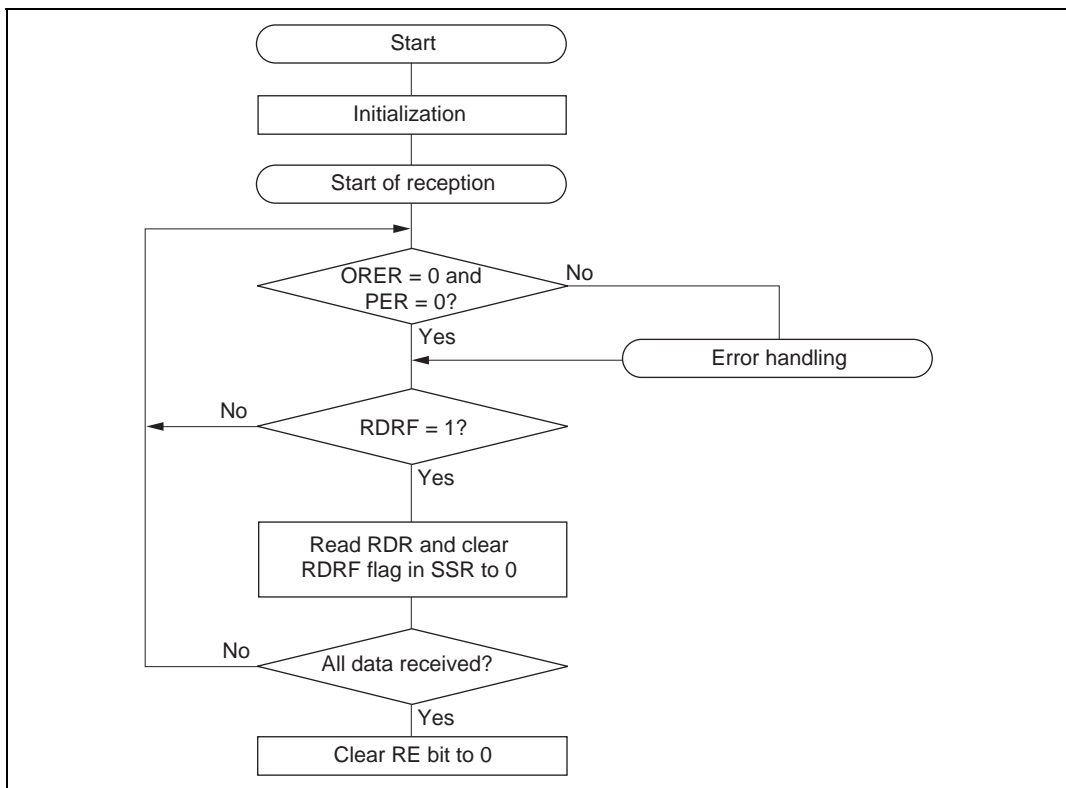 Start
Initialization
Start of reception
ORER = 0 and
PER = 0?
No
Yes
Error handling
No
RDRF = 1?
Yes
Read RDR and clear
RDRF flag in SSR to 0
No
All data received?
Yes
Clear RE bit to 0